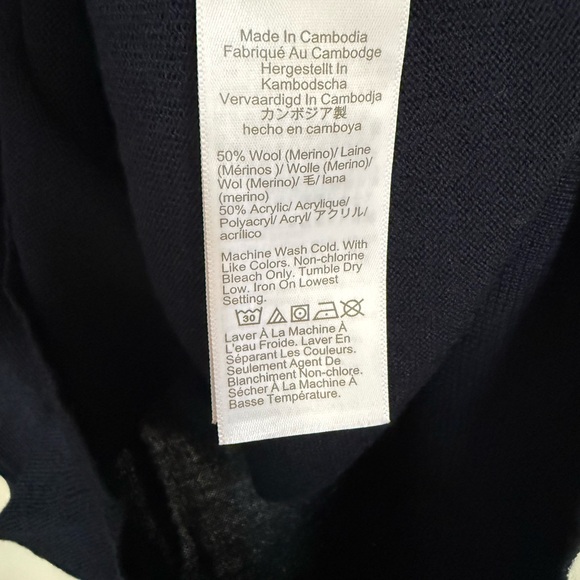 Made In Cambodia
Fabriqué Au Cambodge
Hergestellt In
Kambodscha
Vervaardigd In Cambodja
カンボジア製
hecho en camboya
50% Wool (Merino)/ Laine
(Mérinos )/ Wolle (Merino)/
Wol (Merino)/ 毛/ lana
(merino)
50% Acrylic/ Acrylique/
Polyacryl/ Acryl/ アクリル/
acrílico
Machine Wash Cold. With
Like Colors. Non-chlorine
Bleach Only. Tumble Dry
Low. Iron On Lowest
Setting.
30
Laver À La Machine À
L'eau Froide. Laver En
Séparant Les Couleurs.
Seulement Agent De
Blanchiment Non-chlore.
Sécher À La Machine À
Basse Température.